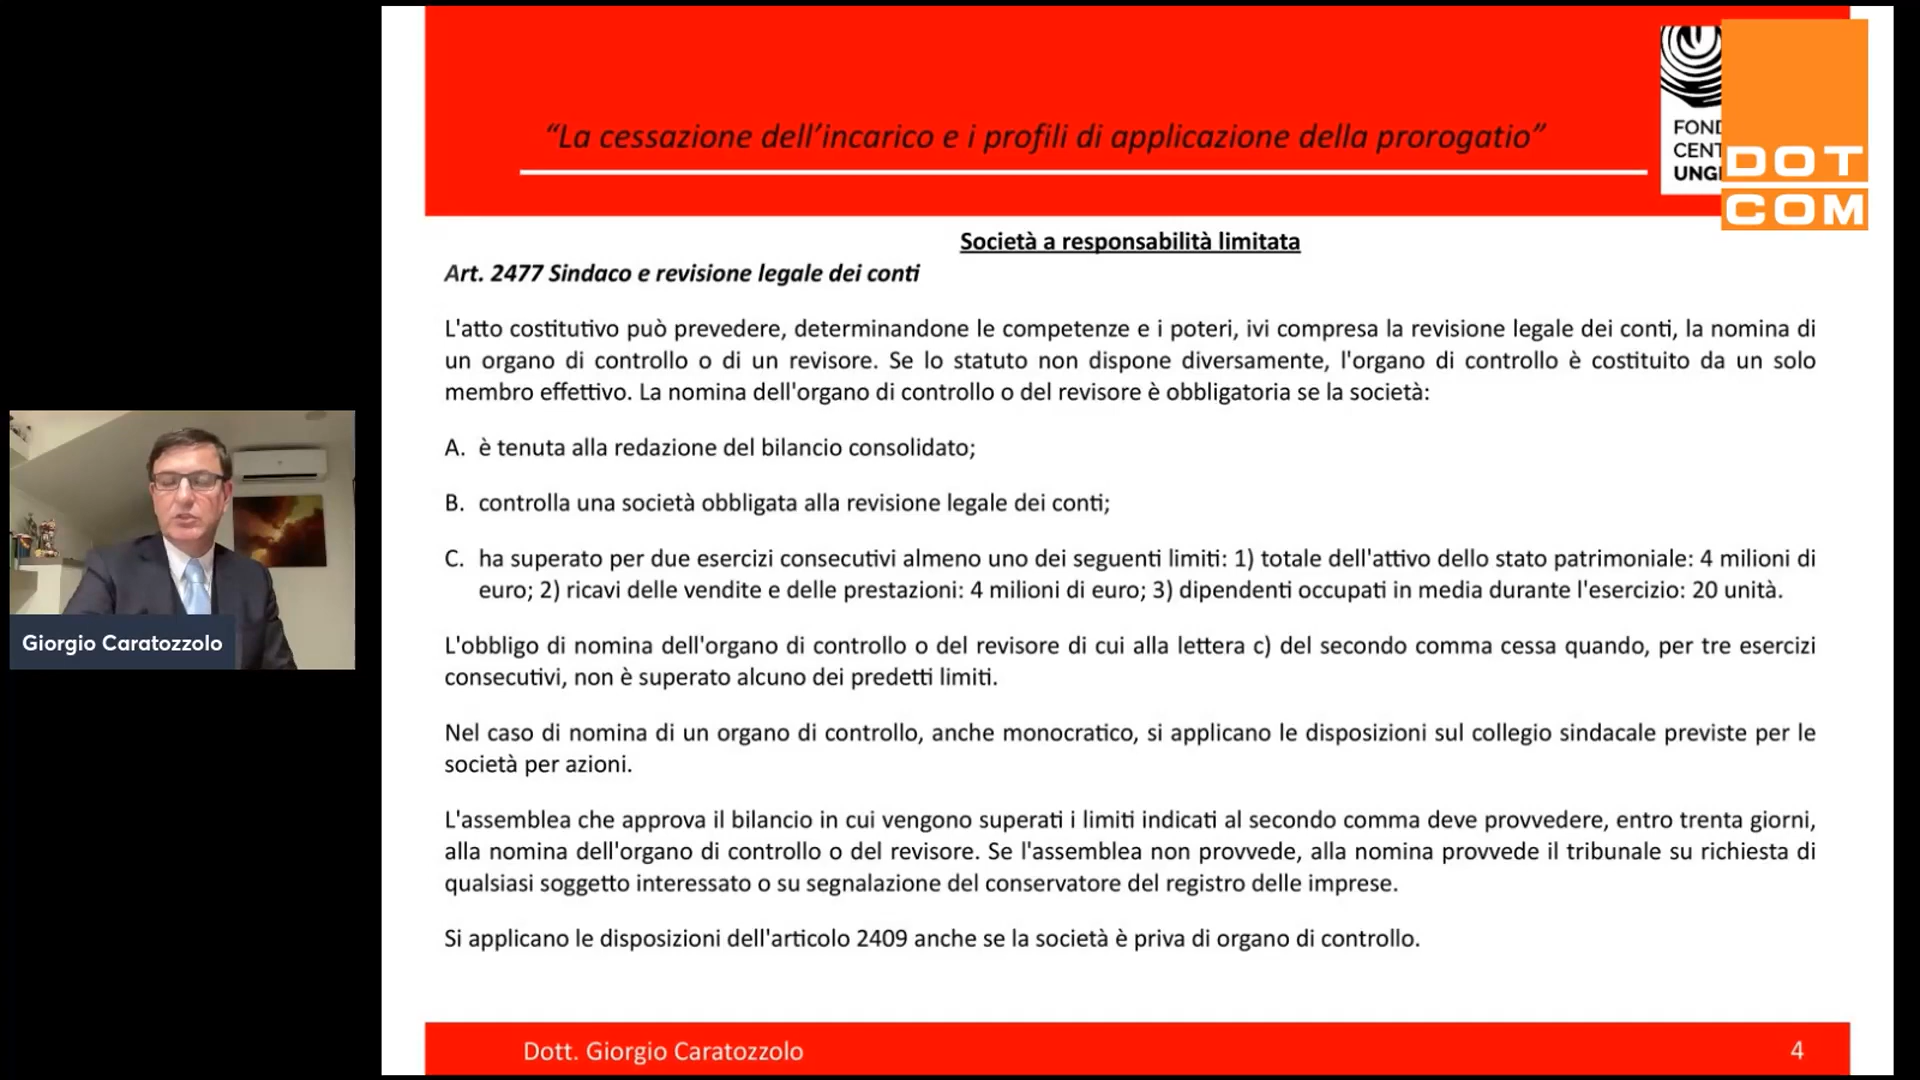 “La cessazione dell’incarico e i profili di applicazione della prorogatio”
FOND
CENT
UNG
DOT
COM
Società a responsabilità limitata
Art. 2477 Sindaco e revisione legale dei conti
L'atto costitutivo può prevedere, determinandone le competenze e i poteri, ivi compresa la revisione legale dei conti, la nomina di
un organo di controllo o di un revisore. Se lo statuto non dispone diversamente, l'organo di controllo è costituito da un solo
membro effettivo. La nomina dell'organo di controllo o del revisore è obbligatoria se la società:
A. è tenuta alla redazione del bilancio consolidato;
B. controlla una società obbligata alla revisione legale dei conti;
C. ha superato per due esercizi consecutivi almeno uno dei seguenti limiti: 1) totale dell'attivo dello stato patrimoniale: 4 milioni di
euro; 2) ricavi delle vendite e delle prestazioni: 4 milioni di euro; 3) dipendenti occupati in media durante l'esercizio: 20 unità.
L'obbligo di nomina dell'organo di controllo o del revisore di cui alla lettera c) del secondo comma cessa quando, per tre esercizi
consecutivi, non è superato alcuno dei predetti limiti.
Nel caso di nomina di un organo di controllo, anche monocratico, si applicano le disposizioni sul collegio sindacale previste per le
società per azioni.
L'assemblea che approva il bilancio in cui vengono superati i limiti indicati al secondo comma deve provvedere, entro trenta giorni,
alla nomina dell'organo di controllo o del revisore. Se l'assemblea non provvede, alla nomina provvede il tribunale su richiesta di
qualsiasi soggetto interessato o su segnalazione del conservatore del registro delle imprese.
Si applicano le disposizioni dell'articolo 2409 anche se la società è priva di organo di controllo.
Giorgio Caratozzolo
Dott. Giorgio Caratozzolo
4